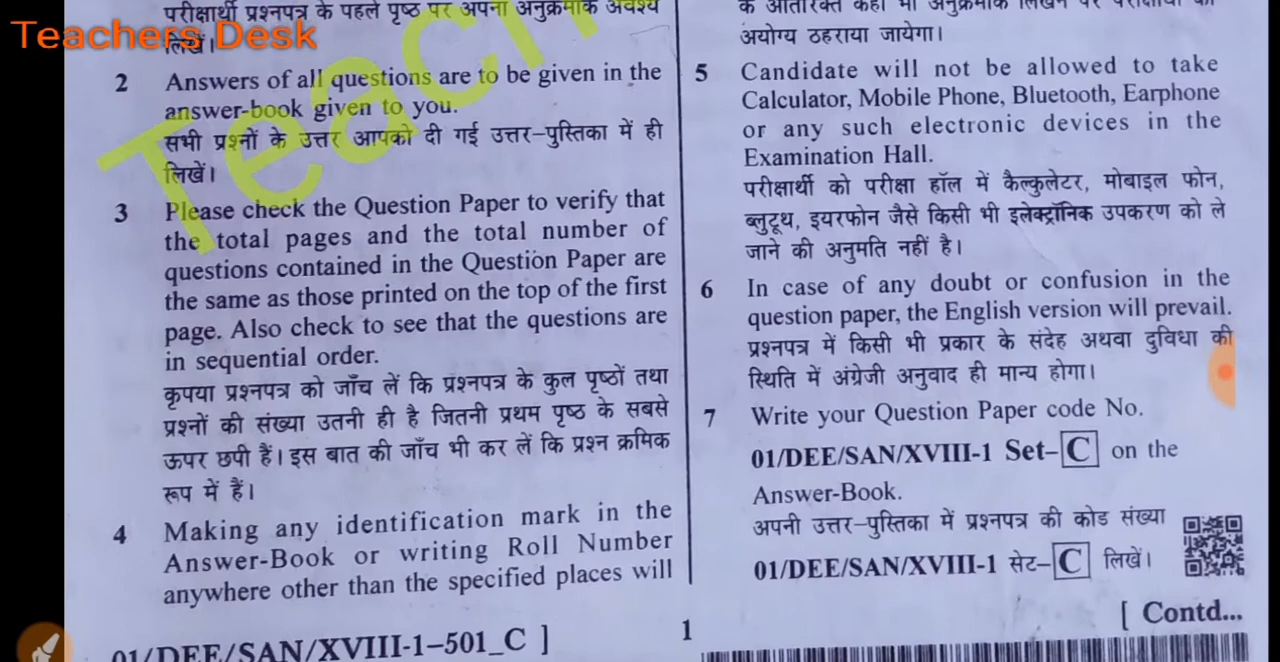 Teachers Desk
परीक्षार्थी प्रश्नपत्र के पहले पृष्ठ पर अपना अनुक्रमांक अवश्य
लिखें।
2 Answers of all questions are to be given in the
answer-book given to you.
सभी प्रश्नों के उत्तर आपको दी गई उत्तर-पुस्तिका में ही
लिखें।
3 Please check the Question Paper to verify that
the total pages and the total number of
questions contained in the Question Paper are
the same as those printed on the top of the first
page. Also check to see that the questions are
in sequential order.
कृपया प्रश्नपत्र को जाँच लें कि प्रश्नपत्र के कुल पृष्ठों तथा
प्रश्नों की संख्या उतनी ही है जितनी प्रथम पृष्ठ के सबसे
ऊपर छपी हैं। इस बात की जाँच भी कर लें कि प्रश्न क्रमिक
रूप में हैं।
4 Making any identification mark in the
Answer-Book or writing Roll Number
anywhere other than the specified places will
के अतिरिक्त कहीं भी अनुक्रमांक लिखने पर परीक्षार्थी को
अयोग्य ठहराया जायेगा।
5 Candidate will not be allowed to take
Calculator, Mobile Phone, Bluetooth, Earphone
or any such electronic devices in the
Examination Hall.
परीक्षार्थी को परीक्षा हॉल में कैल्कुलेटर, मोबाइल फोन,
ब्लुटूथ, इयरफोन जैसे किसी भी इलेक्ट्रॉनिक उपकरण को ले
जाने की अनुमति नहीं है।
6 In case of any doubt or confusion in the
question paper, the English version will prevail.
प्रश्नपत्र में किसी भी प्रकार के संदेह अथवा दुविधा की
स्थिति में अंग्रेजी अनुवाद ही मान्य होगा।
7 Write your Question Paper code No.
01/DEE/SAN/XVIII-1 Set-C on the
Answer-Book.
अपनी उत्तर-पुस्तिका में प्रश्नपत्र की कोड संख्या
01/DEE/SAN/XVIII-1 सेट-C लिखें।
01/DEE/SAN/XVIII-1-501_C ]
1
[ Contd...
Teach